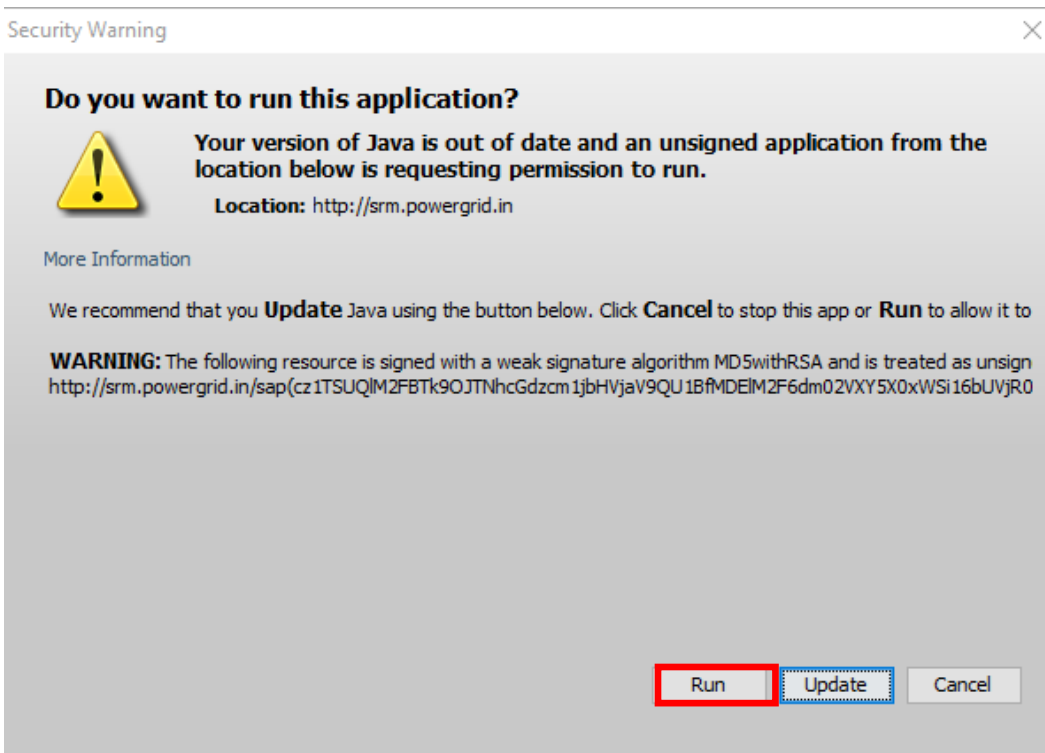 Security Warning
Do you want to run this application?
Your version of Java is out of date and an unsigned application from the
location below is requesting permission to run.
Location: http://srm.powergrid.in
More Information
We recommend that you Update Java using the button below. Click Cancel to stop this app or Run to allow it to
WARNING: The following resource is signed with a weak signature algorithm MD5withRSA and is treated as unsign
http://srm.powergrid.in/sap(cz1TSUQlM2FBTk9OJTNhcGdzcm1jbHVjaV9QU1BfMDElM2F6dm02VXY5X0xWSi16bUVjR0
Run Update Cancel